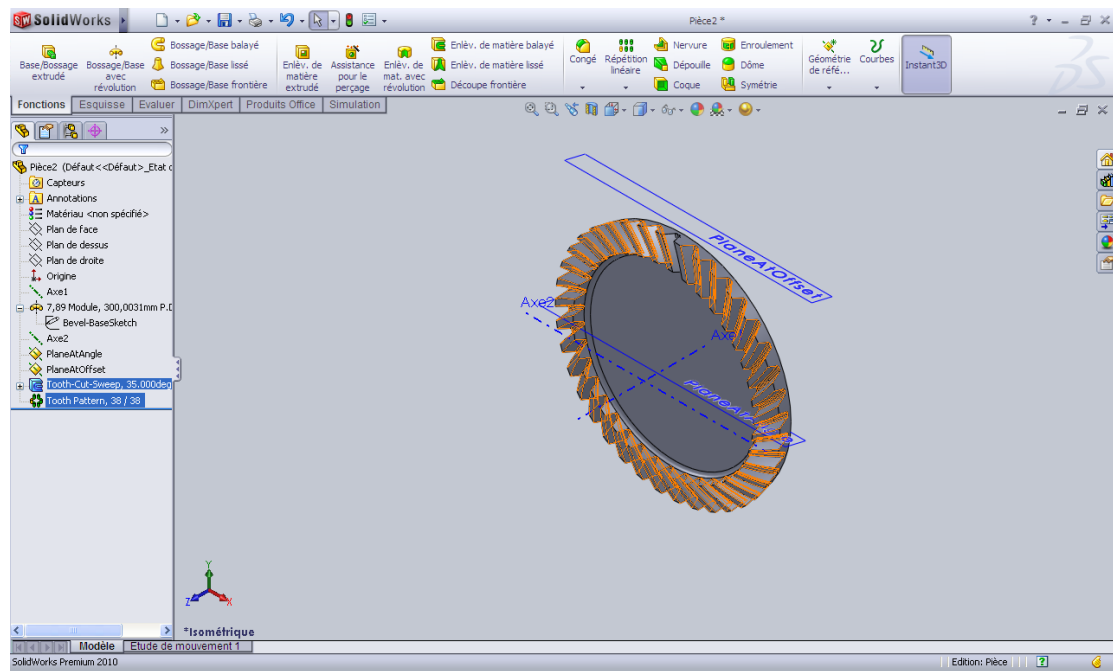 SolidWorks
Pièce2 *
Base/Bossage extrudé
Bossage/Base avec révolution
Bossage/Base balayé
Bossage/Base lissé
Bossage/Base frontière
Enlèv. de matière extrudé
Assistance pour le perçage
Enlèv. de mat. avec révolution
Enlèv. de matière balayé
Enlèv. de matière lissé
Découpe frontière
Congé
Répétition linéaire
Nervure
Dépouille
Coque
Enroulement
Dôme
Symétrie
Géométrie de réfé...
Courbes
Instant3D
Fonctions Esquisse Evaluer DimXpert Produits Office Simulation
Pièce2 (Défaut<<Défaut>_Etat d
Capteurs
Annotations
Matériau <non spécifié>
Plan de face
Plan de dessus
Plan de droite
Origine
Axe1
7,89 Module, 300,0031mm P.D
Bevel-BaseSketch
Axe2
PlaneAtAngle
PlaneAtOffset
Tooth-Cut-Sweep, 35.000deg
Tooth Pattern, 38 / 38
PlaneAtOffset
Axe2
Axe
Y
Z
X
*Isométrique
Modèle Etude de mouvement 1
SolidWorks Premium 2010
Edition: Pièce